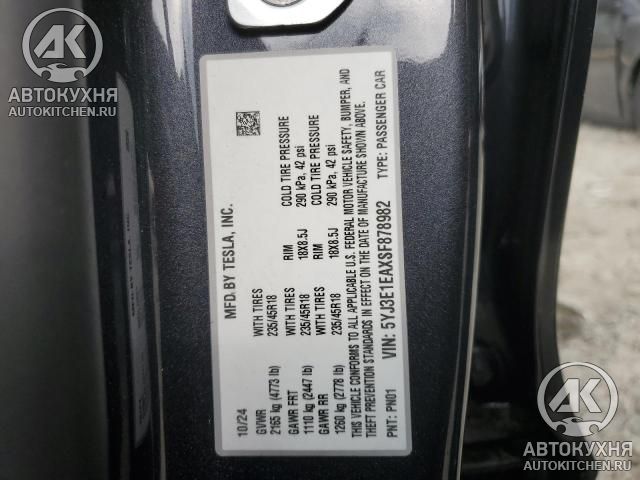 AK
АВТОКУХНЯ
AUTOKITCHEN.RU
MFD. BY TESLA, INC.
10/24
GVWR
2165 kg (4773 lb)
GAWR FRT WITH TIRES RIM COLD TIRE PRESSURE
1110 kg (2447 lb) 235/45R18 18X8.5J 290 kPa, 42 psi
GAWR RR WITH TIRES RIM COLD TIRE PRESSURE
1260 kg (2778 lb) 235/45R18 18X8.5J 290 kPa, 42 psi
THIS VEHICLE CONFORMS TO ALL APPLICABLE U.S. FEDERAL MOTOR VEHICLE SAFETY, BUMPER, AND
THEFT PREVENTION STANDARDS IN EFFECT ON THE DATE OF MANUFACTURE SHOWN ABOVE.
VIN: 5YJ3E1EAXSF878982
PNT: PN01 TYPE: PASSENGER CAR
AK
АВТОКУХНЯ
AUTOKITCHEN.RU